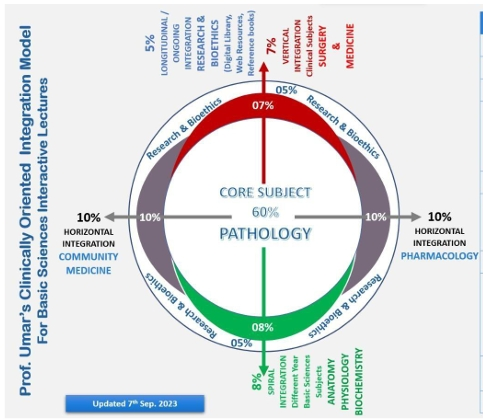 Prof. Umar's Clinically Oriented Integration Model
For Basic Sciences Interactive Lectures
5%
LONGITUDINAL /
ONGOING
INTEGRATION
RESEARCH &
BIOETHICS
(Digital Library,
Web Resources,
Reference books)
7%
VERTICAL
INTEGRATION
Clinical Subjects
SURGERY
&
MEDICINE
05%
Research & Bioethics
Research & Bioethics
07%
CORE SUBJECT
60%
PATHOLOGY
10%
10%
10%
HORIZONTAL
INTEGRATION
COMMUNITY
MEDICINE
10%
HORIZONTAL
INTEGRATION
PHARMACOLOGY
Research & Bioethics
Research & Bioethics
08%
05%
8%
SPIRAL
INTEGRATION
Different Year
Basic Sciences
Subjects
ANATOMY
PHYSIOLOGY
BIOCHEMISTRY
Updated 7th Sep. 2023